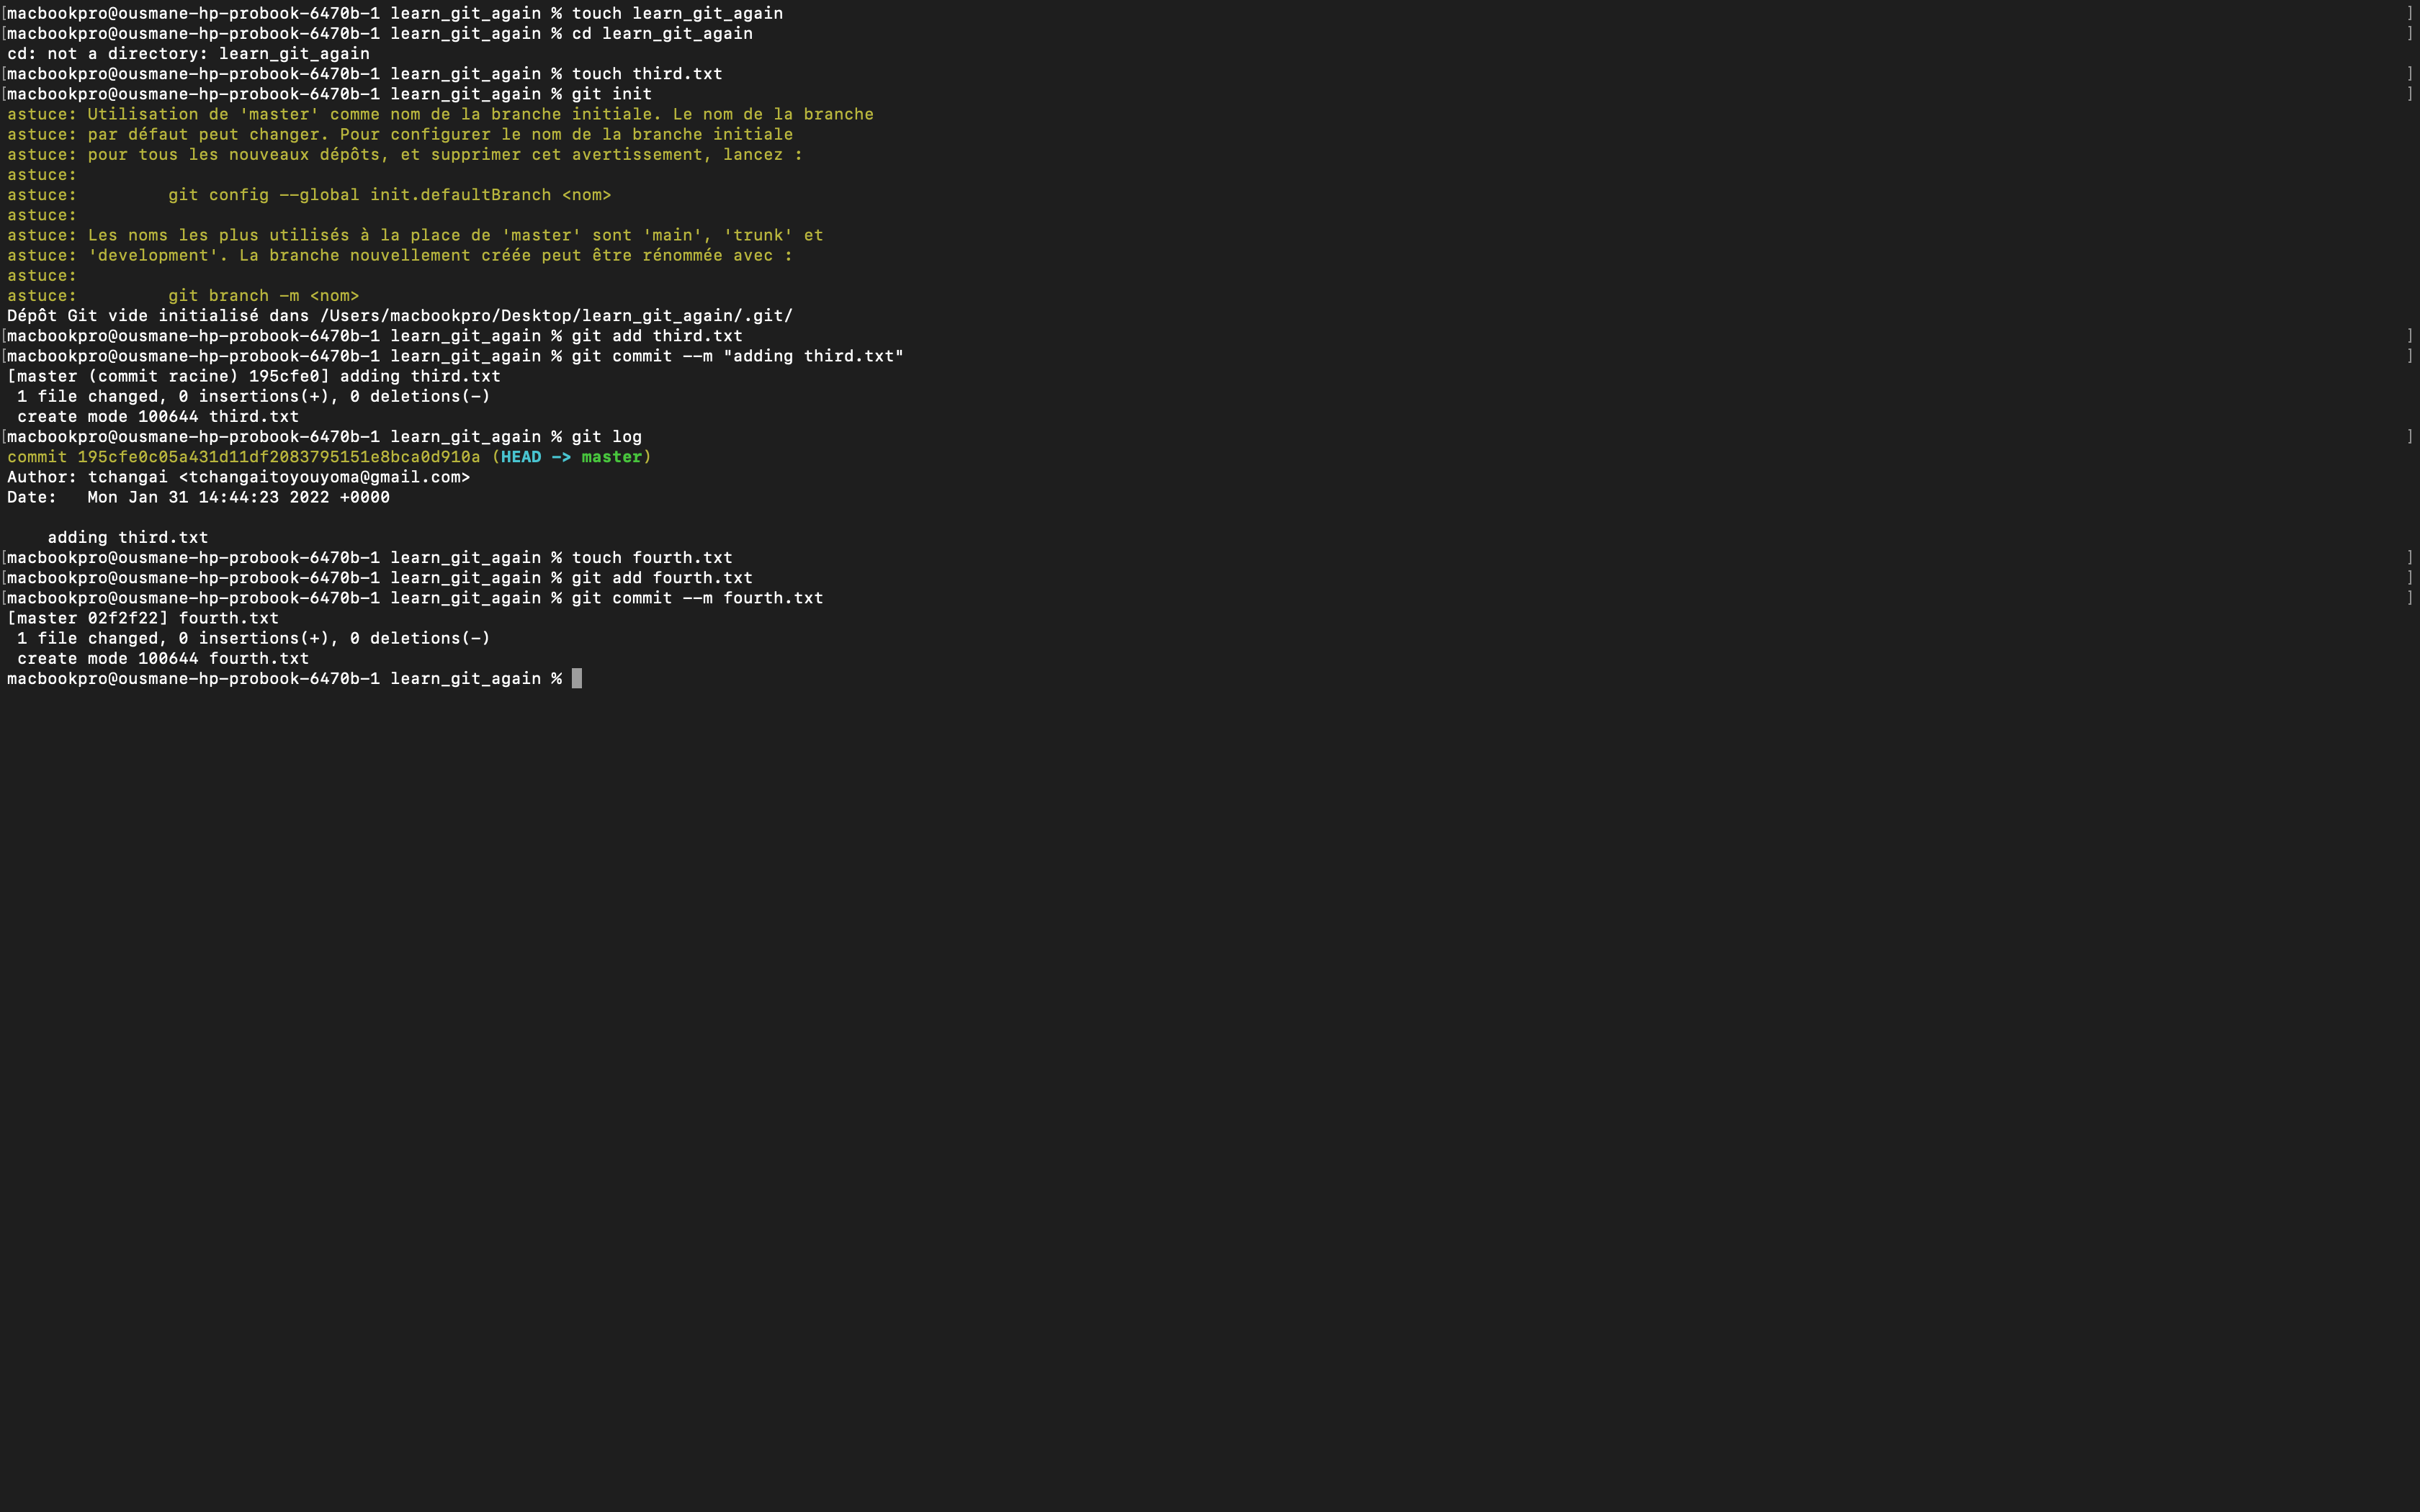 [macbookpro@ousmane-hp-probook-6470b-1 learn_git_again % touch learn_git_again ]
[macbookpro@ousmane-hp-probook-6470b-1 learn_git_again % cd learn_git_again ]
cd: not a directory: learn_git_again
[macbookpro@ousmane-hp-probook-6470b-1 learn_git_again % touch third.txt ]
[macbookpro@ousmane-hp-probook-6470b-1 learn_git_again % git init ]
astuce: Utilisation de 'master' comme nom de la branche initiale. Le nom de la branche
astuce: par défaut peut changer. Pour configurer le nom de la branche initiale
astuce: pour tous les nouveaux dépôts, et supprimer cet avertissement, lancez :
astuce:
astuce: git config --global init.defaultBranch <nom>
astuce:
astuce: Les noms les plus utilisés à la place de 'master' sont 'main', 'trunk' et
astuce: 'development'. La branche nouvellement créée peut être rénommée avec :
astuce:
astuce: git branch -m <nom>
Dépôt Git vide initialisé dans /Users/macbookpro/Desktop/learn_git_again/.git/
[macbookpro@ousmane-hp-probook-6470b-1 learn_git_again % git add third.txt ]
[macbookpro@ousmane-hp-probook-6470b-1 learn_git_again % git commit --m "adding third.txt" ]
[master (commit racine) 195cfe0] adding third.txt
1 file changed, 0 insertions(+), 0 deletions(-)
create mode 100644 third.txt
[macbookpro@ousmane-hp-probook-6470b-1 learn_git_again % git log ]
commit 195cfe0c05a431d11df2083795151e8bca0d910a (HEAD -> master)
Author: tchangai <tchangaitoyouyoma@gmail.com>
Date:   Mon Jan 31 14:44:23 2022 +0000
adding third.txt
[macbookpro@ousmane-hp-probook-6470b-1 learn_git_again % touch fourth.txt ]
[macbookpro@ousmane-hp-probook-6470b-1 learn_git_again % git add fourth.txt ]
[macbookpro@ousmane-hp-probook-6470b-1 learn_git_again % git commit --m fourth.txt ]
[master 02f2f22] fourth.txt
1 file changed, 0 insertions(+), 0 deletions(-)
create mode 100644 fourth.txt
macbookpro@ousmane-hp-probook-6470b-1 learn_git_again %